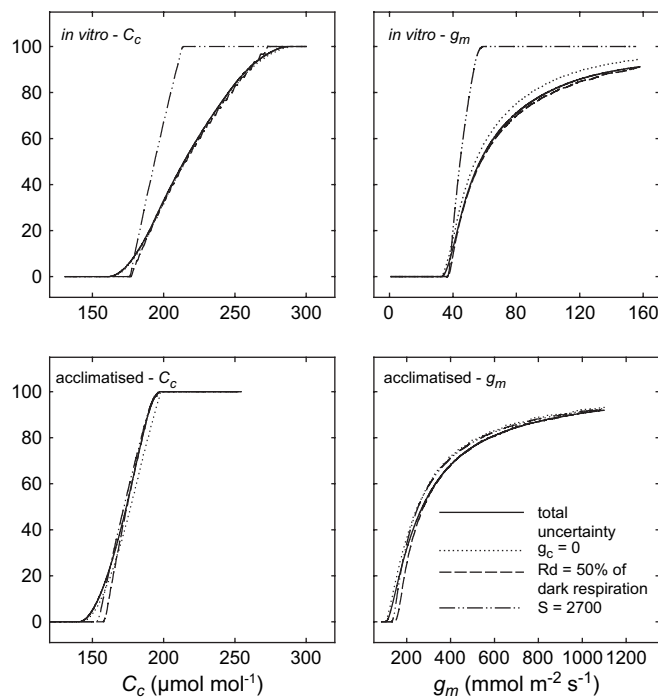 in vitro - Cc
in vitro - gm
100
80
60
40
20
0
150 200 250 300
0 40 80 120 160
acclimatised - Cc
acclimatised - gm
100
80
60
40
20
0
total
uncertainty
gc = 0
Rd = 50% of
dark respiration
S = 2700
150 200 250 300
200 400 600 800 1000 1200
Cc (µmol mol-1)
gm (mmol m-2 s-1)